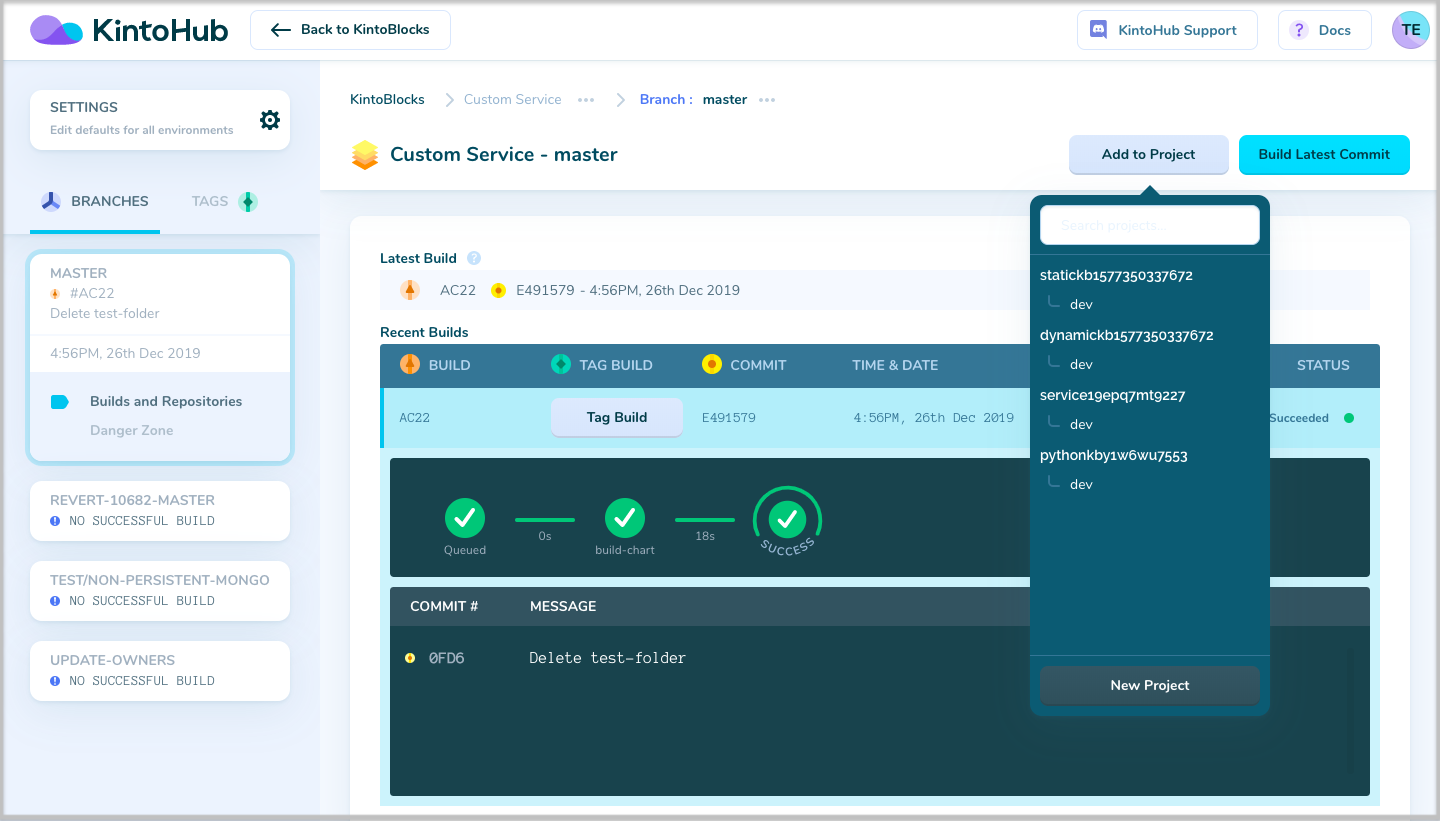 KintoHub
Back to KintoBlocks
KintoHub Support
? Docs
TE
SETTINGS
Edit defaults for all environments
BRANCHES
TAGS
MASTER
#AC22
Delete test-folder
4:56PM, 26th Dec 2019
Builds and Repositories
Danger Zone
REVERT-10682-MASTER
NO SUCCESSFUL BUILD
TEST/NON-PERSISTENT-MONGO
NO SUCCESSFUL BUILD
UPDATE-OWNERS
NO SUCCESSFUL BUILD
KintoBlocks
Custom Service
Branch : master
Custom Service - master
Add to Project
Build Latest Commit
Latest Build ?
AC22
E491579 - 4:56PM, 26th Dec 2019
Recent Builds
BUILD
TAG BUILD
COMMIT
TIME & DATE
STATUS
AC22
Tag Build
E491579
4:56PM, 26th Dec 2019
Succeeded
Queued
0s
build-chart
18s
SUCCESS
COMMIT #
MESSAGE
0FD6
Delete test-folder
Search projects...
statickb1577350337672
dev
dynamickb1577350337672
dev
service19epq7mt9227
dev
pythonkby1w6wu7553
dev
New Project